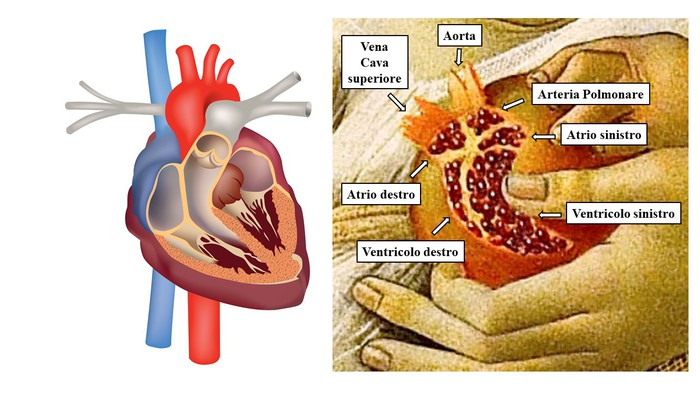 Aorta
Vena
Cava
superiore
Arteria Polmonare
Atrio sinistro
Atrio destro
Ventricolo sinistro
Ventricolo destro